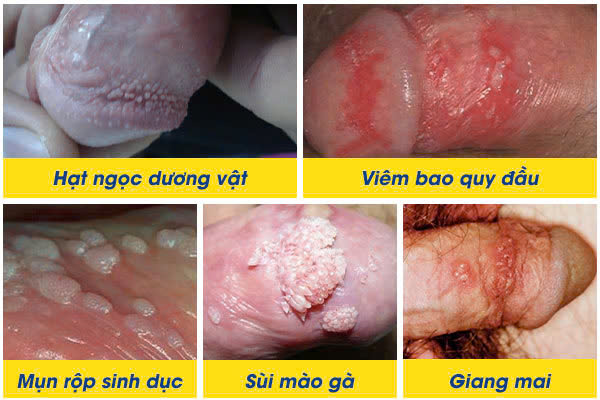 Hạt ngọc dương vật
Viêm bao quy đầu
Mụn rộp sinh dục
Sùi mào gà
Giang mai